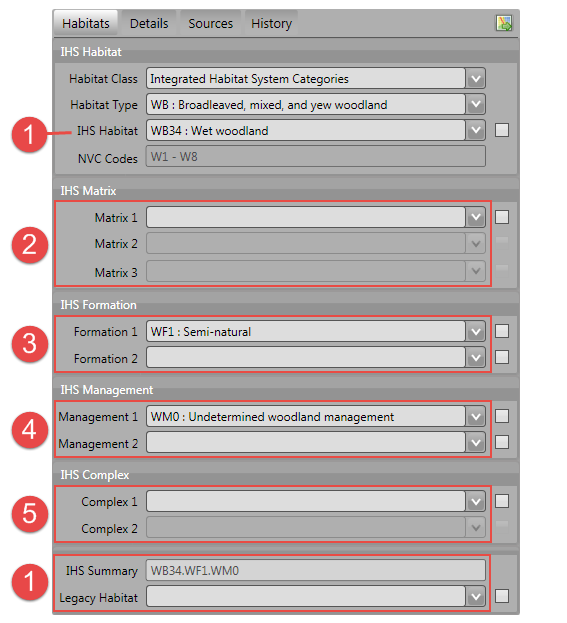 Habitats Details Sources History
IHS Habitat
Habitat Class Integrated Habitat System Categories
Habitat Type WB : Broadleaved, mixed, and yew woodland
1 IHS Habitat WB34 : Wet woodland
NVC Codes W1 - W8
IHS Matrix
Matrix 1
2 Matrix 2
Matrix 3
IHS Formation
Formation 1 WF1 : Semi-natural
3
Formation 2
IHS Management
Management 1 WM0 : Undetermined woodland management
4
Management 2
IHS Complex
Complex 1
5
Complex 2
IHS Summary WB34.WF1.WM0
1
Legacy Habitat